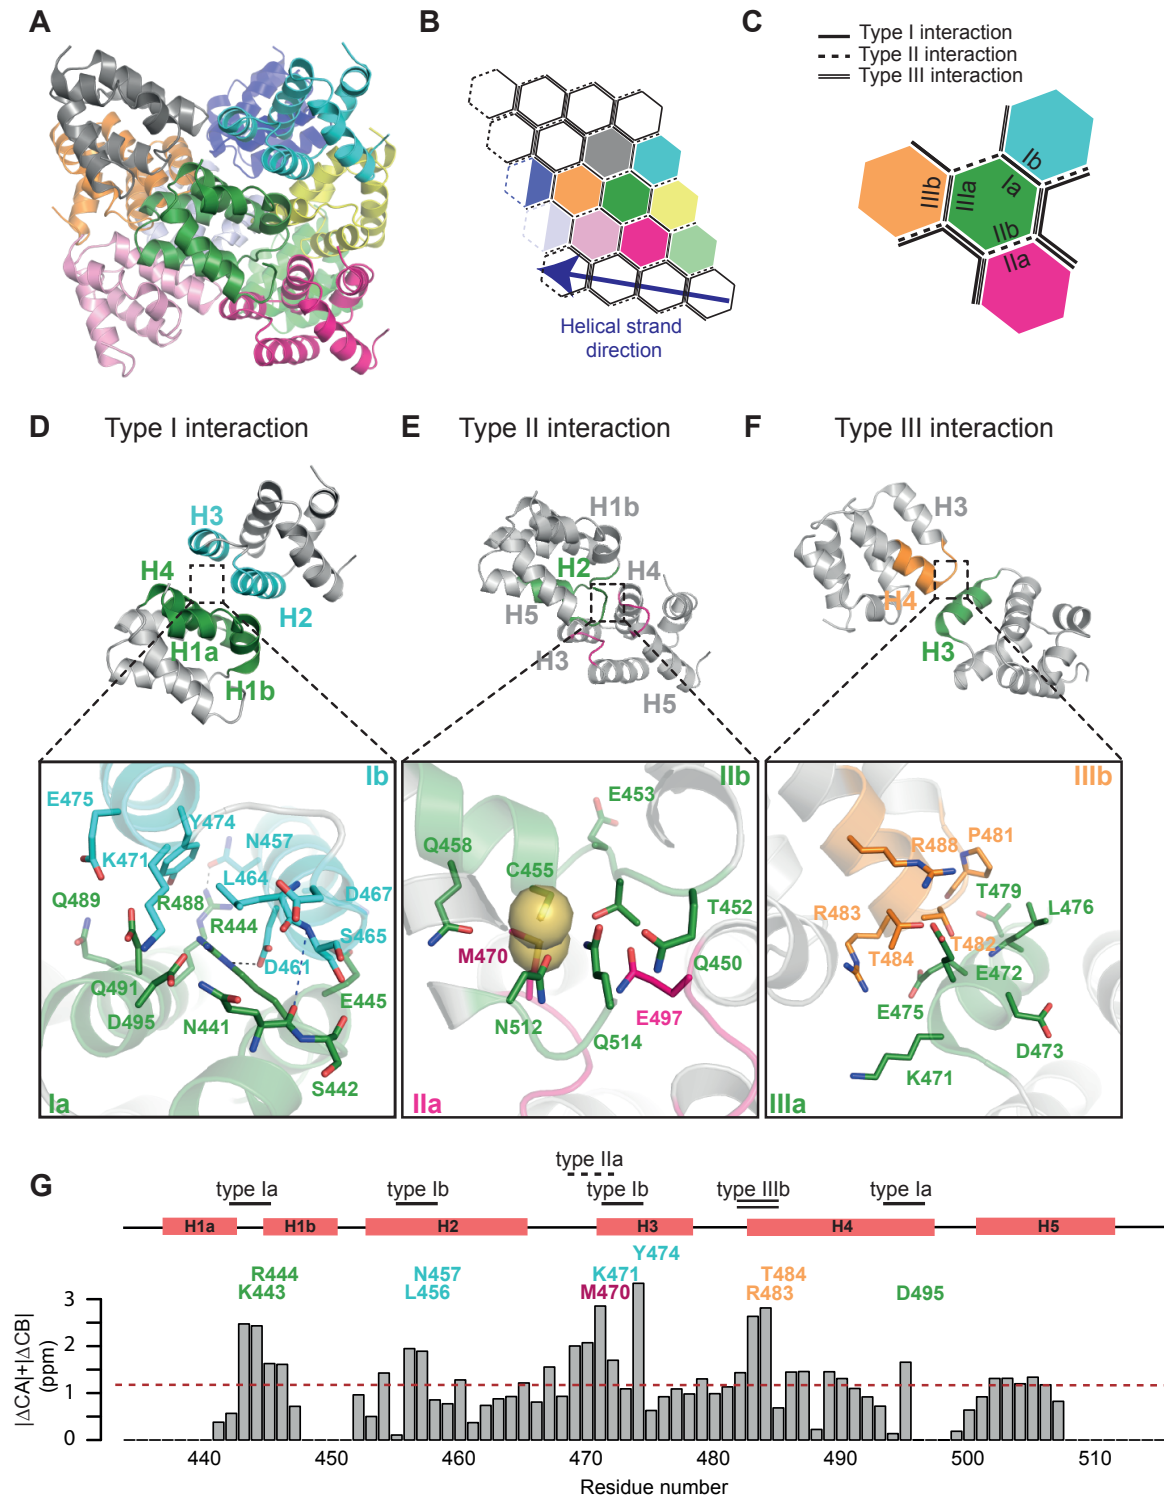 A
B
C
Type I interaction
Type II interaction
Type III interaction
Helical strand
direction
Ib
Ia
IIIb
IIIa
IIb
IIa
D
Type I interaction
E
Type II interaction
F
Type III interaction
H3
H4
H2
H1a
H1b
H1b
H2
H4
H5
H3
H5
H3
H4
H3
Ib
E475
Y474
N457
K471
L464
D467
Q489
R488
R444
S465
D461
Q491
E445
D495
N441
S442
Ia
IIb
E453
Q458
C455
T452
M470
Q450
E497
N512
Q514
IIa
IIIb
P481
R488
T479
L476
R483
T482
T484
E472
E475
D473
K471
IIIa
G
type IIa
type Ia
type Ib
type Ib
type IIIb
type Ia
H1a
H1b
H2
H3
H4
H5
Y474
R444
N457
K471
T484
K443
L456
M470
R483
D495
|ΔCA|+|ΔCB|
(ppm)
3
2
1
0
440
450
460
470
480
490
500
510
Residue number